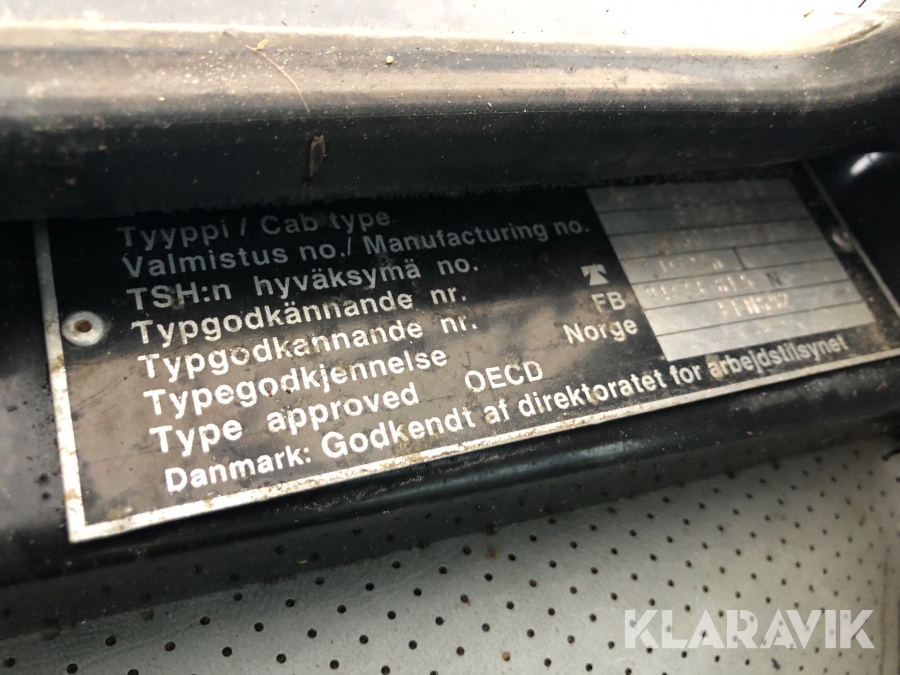 Tyyppi / Cab type
Valmistus no./ Manufacturing no.
TSH:n hyväksymä no.
Typgodkännande nr.
Typgodkannande nr. FB
Typegodkjennelse Norge
Type approved OECD
Danmark: Godkendt af direktoratet for arbejdstilsynet
KLARAVIK